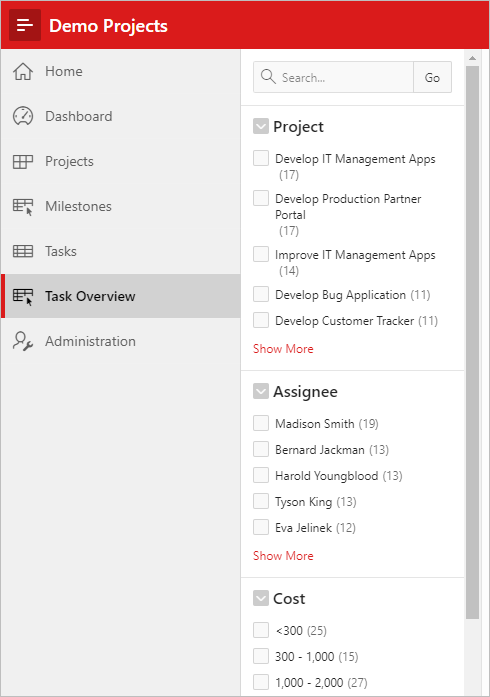 Demo Projects
Home
Dashboard
Projects
Milestones
Tasks
Task Overview
Administration
Search...
Go
Project
Develop IT Management Apps
(17)
Develop Production Partner
Portal
(17)
Improve IT Management Apps
(14)
Develop Bug Application (11)
Develop Customer Tracker (11)
Show More
Assignee
Madison Smith (19)
Bernard Jackman (13)
Harold Youngblood (13)
Tyson King (13)
Eva Jelinek (12)
Show More
Cost
<300 (25)
300 - 1,000 (15)
1,000 - 2,000 (27)